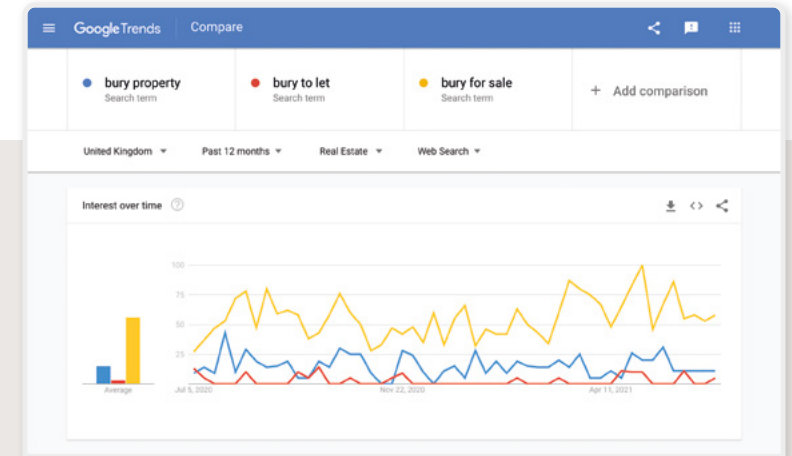 Google Trends Compare
bury property
Search term
bury to let
Search term
bury for sale
Search term
+ Add comparison
United Kingdom Past 12 months Real Estate Web Search
Interest over time
100
75
50
25
Average
Jul 5, 2020
Nov 22, 2020
Apr 11, 2021